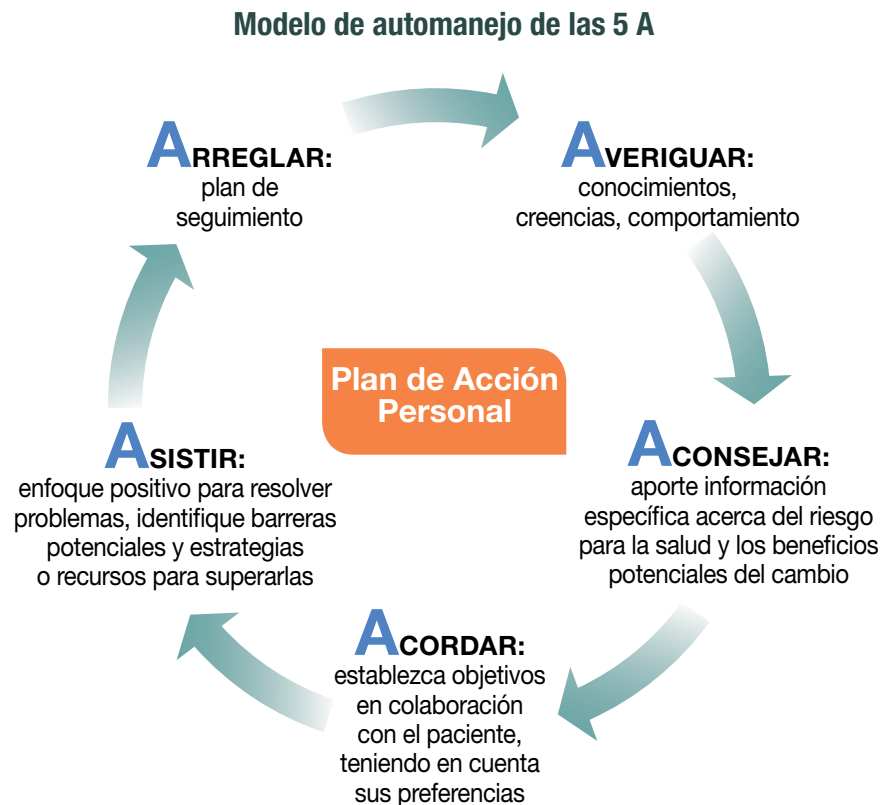 Modelo de automanejo de las 5 A
ARREGLAR:
plan de
seguimiento
AVERIGUAR:
conocimientos,
creencias, comportamiento
Plan de Acción
Personal
ASISTIR:
enfoque positivo para resolver
problemas, identifique barreras
potenciales y estrategias
o recursos para superarlas
ACONSEJAR:
aporte información
específica acerca del riesgo
para la salud y los beneficios
potenciales del cambio
ACORDAR:
establezca objetivos
en colaboración
con el paciente,
teniendo en cuenta
sus preferencias